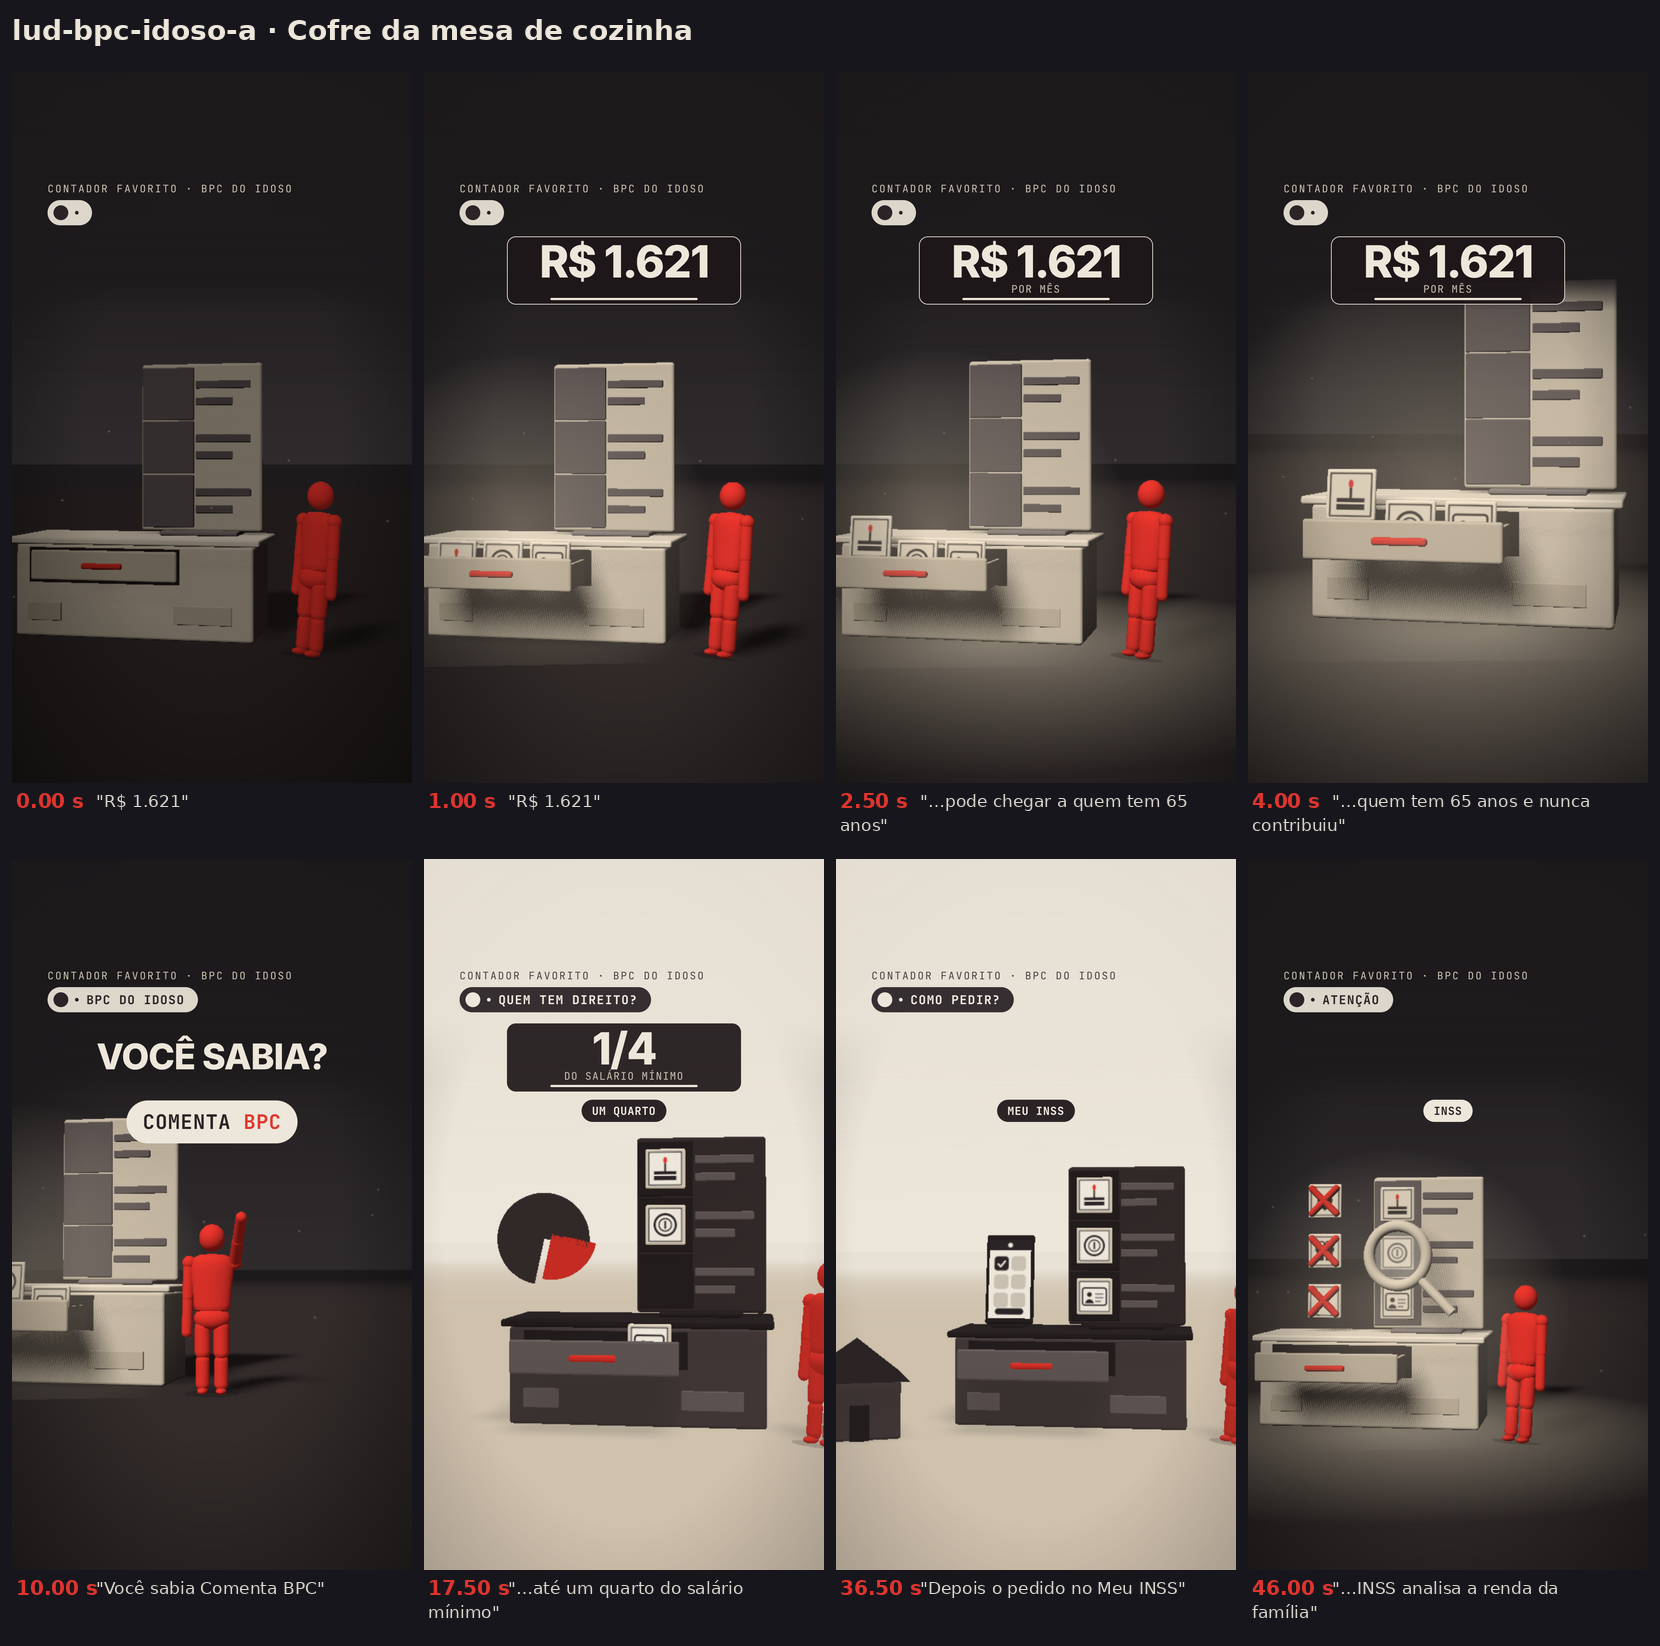 lud-bpc-idoso-a · Cofre da mesa de cozinha
CONTADOR FAVORITO · BPC DO IDOSO
0.00 s "R$ 1.621"
CONTADOR FAVORITO · BPC DO IDOSO
R$ 1.621
1.00 s "R$ 1.621"
CONTADOR FAVORITO · BPC DO IDOSO
R$ 1.621
POR MÊS
2.50 s "...pode chegar a quem tem 65
anos"
CONTADOR FAVORITO · BPC DO IDOSO
R$ 1.621
POR MÊS
4.00 s "...quem tem 65 anos e nunca
contribuiu"
CONTADOR FAVORITO · BPC DO IDOSO
• BPC DO IDOSO
VOCÊ SABIA?
COMENTA BPC
10.00 s "Você sabia Comenta BPC"
CONTADOR FAVORITO · BPC DO IDOSO
• QUEM TEM DIREITO?
1/4
DO SALÁRIO MÍNIMO
UM QUARTO
17.50 s "...até um quarto do salário
mínimo"
CONTADOR FAVORITO · BPC DO IDOSO
• COMO PEDIR?
MEU INSS
36.50 s "Depois o pedido no Meu INSS"
CONTADOR FAVORITO · BPC DO IDOSO
• ATENÇÃO
INSS
46.00 s "...INSS analisa a renda da
família"